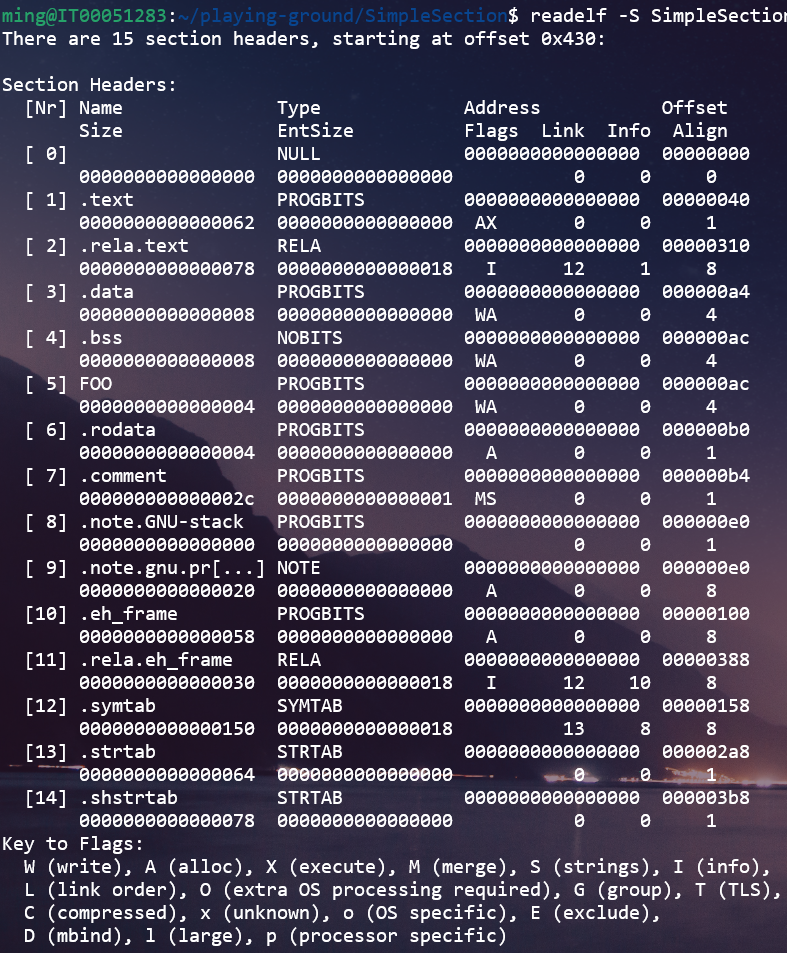 ming@IT00051283:~/playing-ground/SimpleSection$ readelf -S SimpleSection
There are 15 section headers, starting at offset 0x430:

Section Headers:
  [Nr] Name              Type             Address           Offset
       Size              EntSize          Flags  Link  Info  Align
  [ 0]                   NULL             0000000000000000  00000000
       0000000000000000  0000000000000000           0     0     0
  [ 1] .text             PROGBITS         0000000000000000  00000040
       0000000000000062  0000000000000000  AX       0     0     1
  [ 2] .rela.text        RELA             0000000000000000  00000310
       0000000000000078  0000000000000018   I      12     1     8
  [ 3] .data             PROGBITS         0000000000000000  000000a4
       0000000000000008  0000000000000000  WA       0     0     4
  [ 4] .bss              NOBITS           0000000000000000  000000ac
       0000000000000008  0000000000000000  WA       0     0     4
  [ 5] FOO               PROGBITS         0000000000000000  000000ac
       0000000000000004  0000000000000000  WA       0     0     4
  [ 6] .rodata           PROGBITS         0000000000000000  000000b0
       0000000000000004  0000000000000000   A       0     0     1
  [ 7] .comment          PROGBITS         0000000000000000  000000b4
       000000000000002c  0000000000000001  MS       0     0     1
  [ 8] .note.GNU-stack   PROGBITS         0000000000000000  000000e0
       0000000000000000  0000000000000000           0     0     1
  [ 9] .note.gnu.pr[...] NOTE             0000000000000000  000000e0
       0000000000000020  0000000000000000   A       0     0     8
  [10] .eh_frame         PROGBITS         0000000000000000  00000100
       0000000000000058  0000000000000000   A       0     0     8
  [11] .rela.eh_frame    RELA             0000000000000000  00000388
       0000000000000030  0000000000000018   I      12    10     8
  [12] .symtab           SYMTAB           0000000000000000  00000158
       0000000000000150  0000000000000018          13     8     8
  [13] .strtab           STRTAB           0000000000000000  000002a8
       0000000000000064  0000000000000000           0     0     1
  [14] .shstrtab         STRTAB           0000000000000000  000003b8
       0000000000000078  0000000000000000           0     0     1
Key to Flags:
  W (write), A (alloc), X (execute), M (merge), S (strings), I (info),
  L (link order), O (extra OS processing required), G (group), T (TLS),
  C (compressed), x (unknown), o (OS specific), E (exclude),
  D (mbind), l (large), p (processor specific)